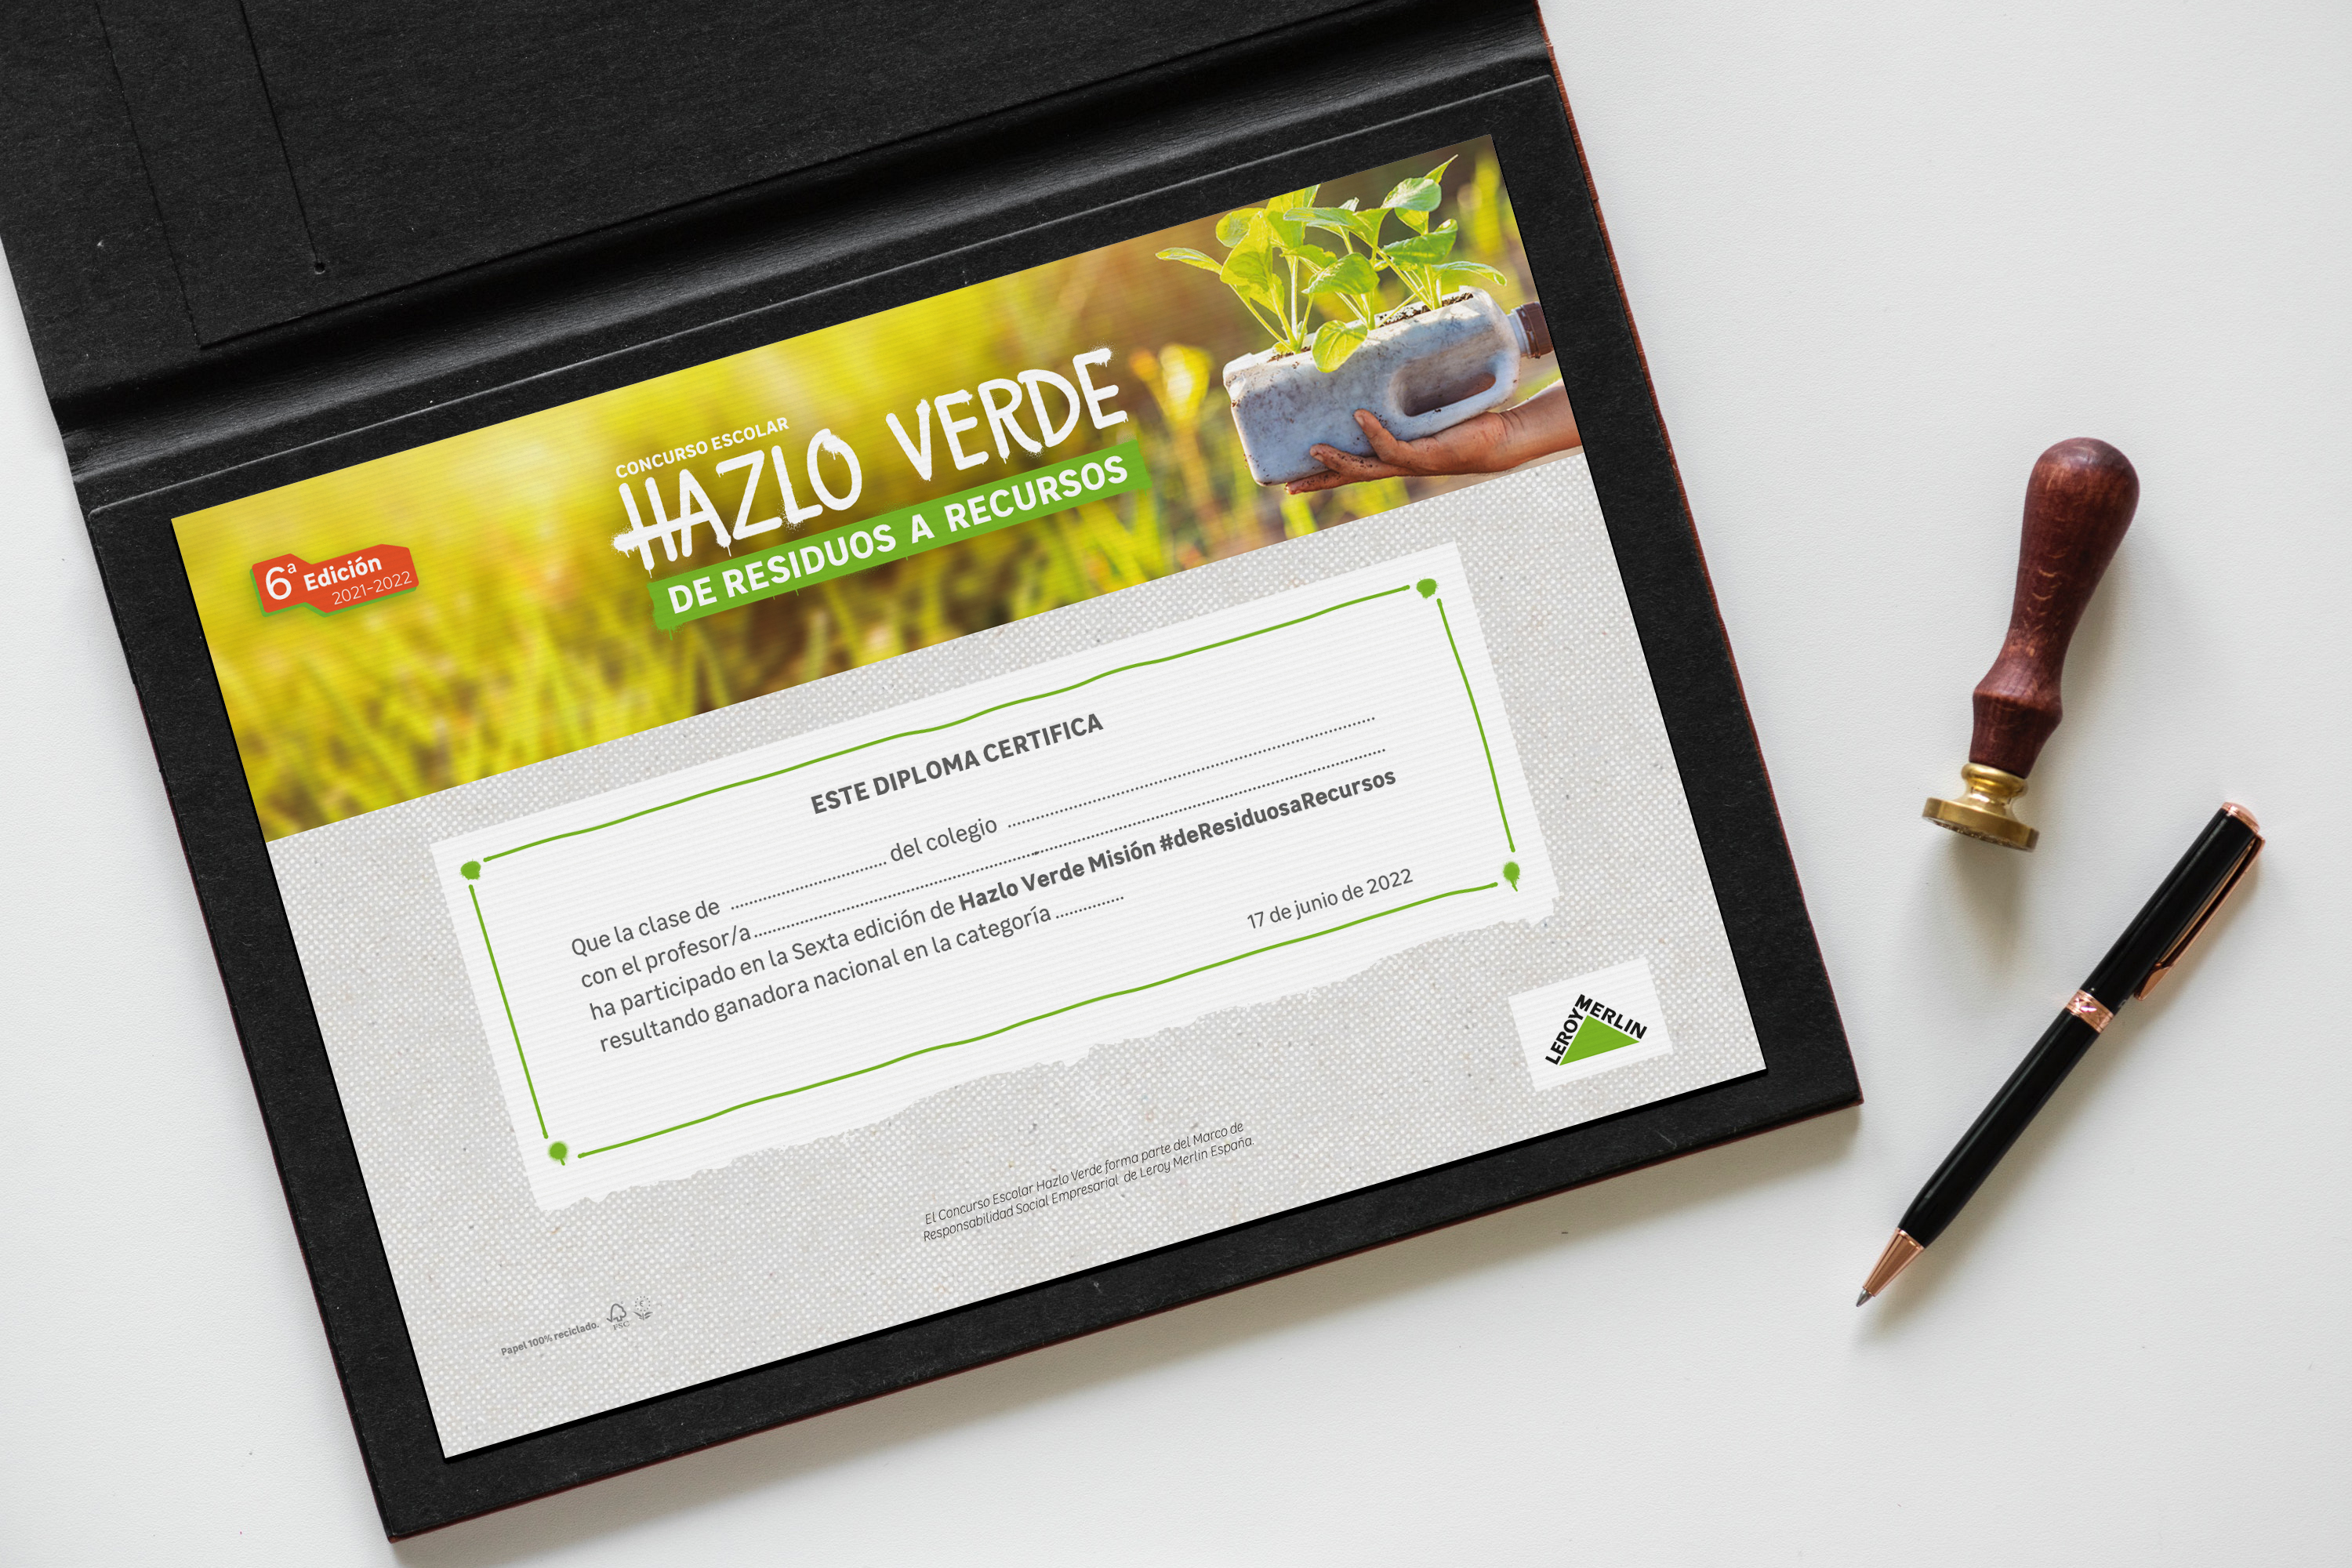 CONCURSO ESCOLAR
HAZLO VERDE
DE RESIDUOS A RECURSOS
6ª Edición
2021-2022
ESTE DIPLOMA CERTIFICA
Que la clase de ........................... del colegio ................................................................
con el profesor/a ..............................................................................................................
ha participado en la Sexta edición de Hazlo Verde Misión #deResiduosaRecursos
resultando ganadora nacional en la categoría ............
17 de junio de 2022
LEROY MERLIN
El Concurso Escolar Hazlo Verde forma parte del Marco de
Responsabilidad Social Empresarial de Leroy Merlin España.
Papel 100% reciclado.
FSC